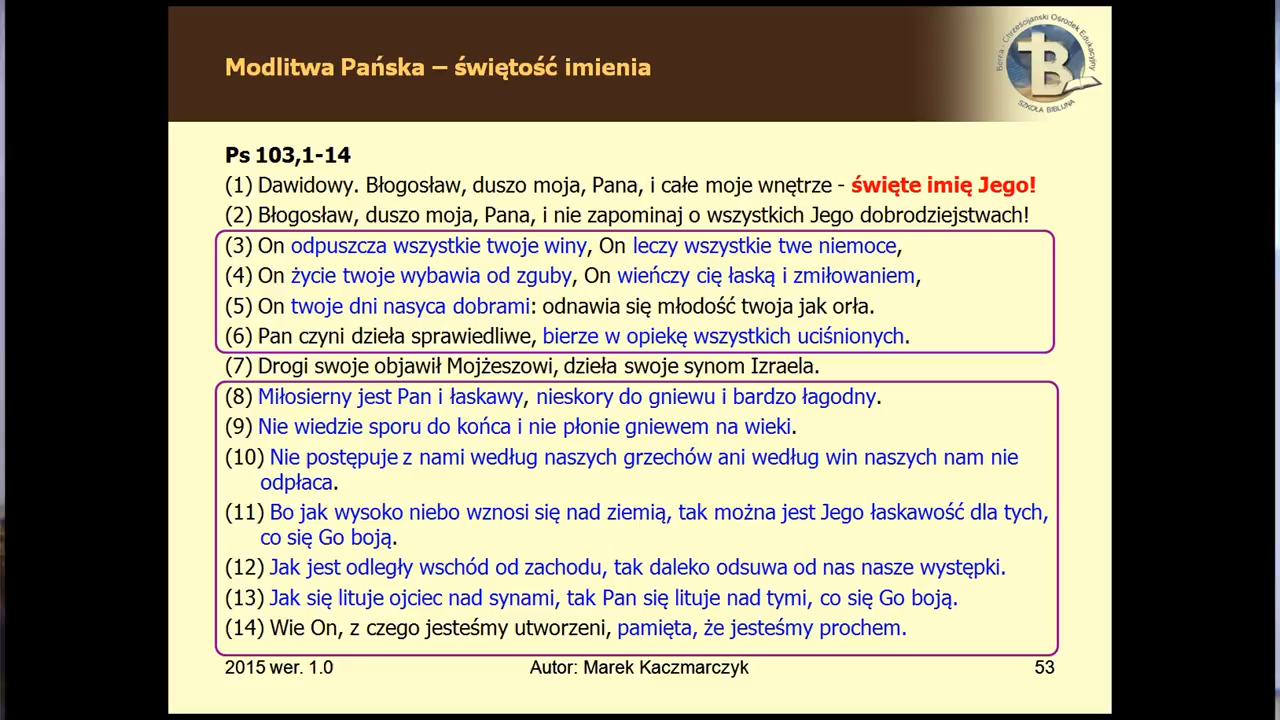 Modlitwa Pańska – świętość imienia
Berea - Chrześcijański Ośrodek Edukacyjny
SZKOŁA BIBLIJNA
Ps 103,1-14
(1) Dawidowy. Błogosław, duszo moja, Pana, i całe moje wnętrze - święte imię Jego!
(2) Błogosław, duszo moja, Pana, i nie zapominaj o wszystkich Jego dobrodziejstwach!
(3) On odpuszcza wszystkie twoje winy, On leczy wszystkie twe niemoce,
(4) On życie twoje wybawia od zguby, On wieńczy cię łaską i zmiłowaniem,
(5) On twoje dni nasyca dobrami: odnawia się młodość twoja jak orła.
(6) Pan czyni dzieła sprawiedliwe, bierze w opiekę wszystkich uciśnionych.
(7) Drogi swoje objawił Mojżeszowi, dzieła swoje synom Izraela.
(8) Miłosierny jest Pan i łaskawy, nieskory do gniewu i bardzo łagodny.
(9) Nie wiedzie sporu do końca i nie płonie gniewem na wieki.
(10) Nie postępuje z nami według naszych grzechów ani według win naszych nam nie
odpłaca.
(11) Bo jak wysoko niebo wznosi się nad ziemią, tak można jest Jego łaskawość dla tych,
co się Go boją.
(12) Jak jest odległy wschód od zachodu, tak daleko odsuwa od nas nasze występki.
(13) Jak się lituje ojciec nad synami, tak Pan się lituje nad tymi, co się Go boją.
(14) Wie On, z czego jesteśmy utworzeni, pamięta, że jesteśmy prochem.
2015 wer. 1.0 Autor: Marek Kaczmarczyk 53